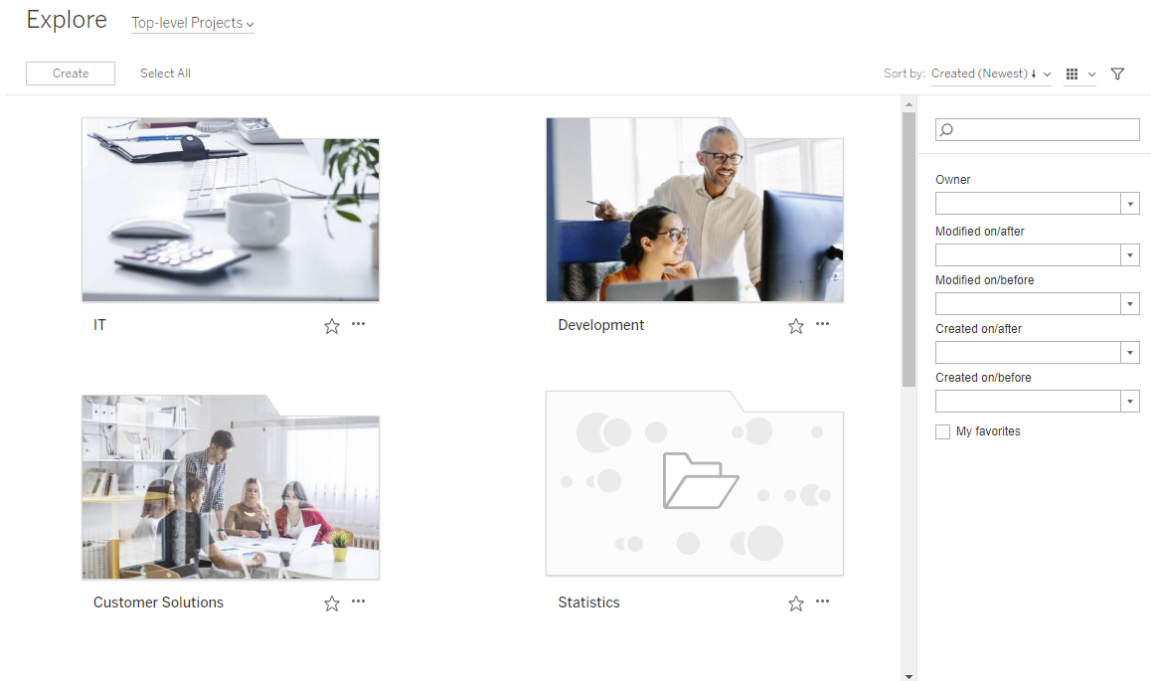 Explore Top-level Projects
Create Select All Sort by: Created (Newest)
IT Development
Customer Solutions Statistics
Owner
Modified on/after
Modified on/before
Created on/after
Created on/before
My favorites